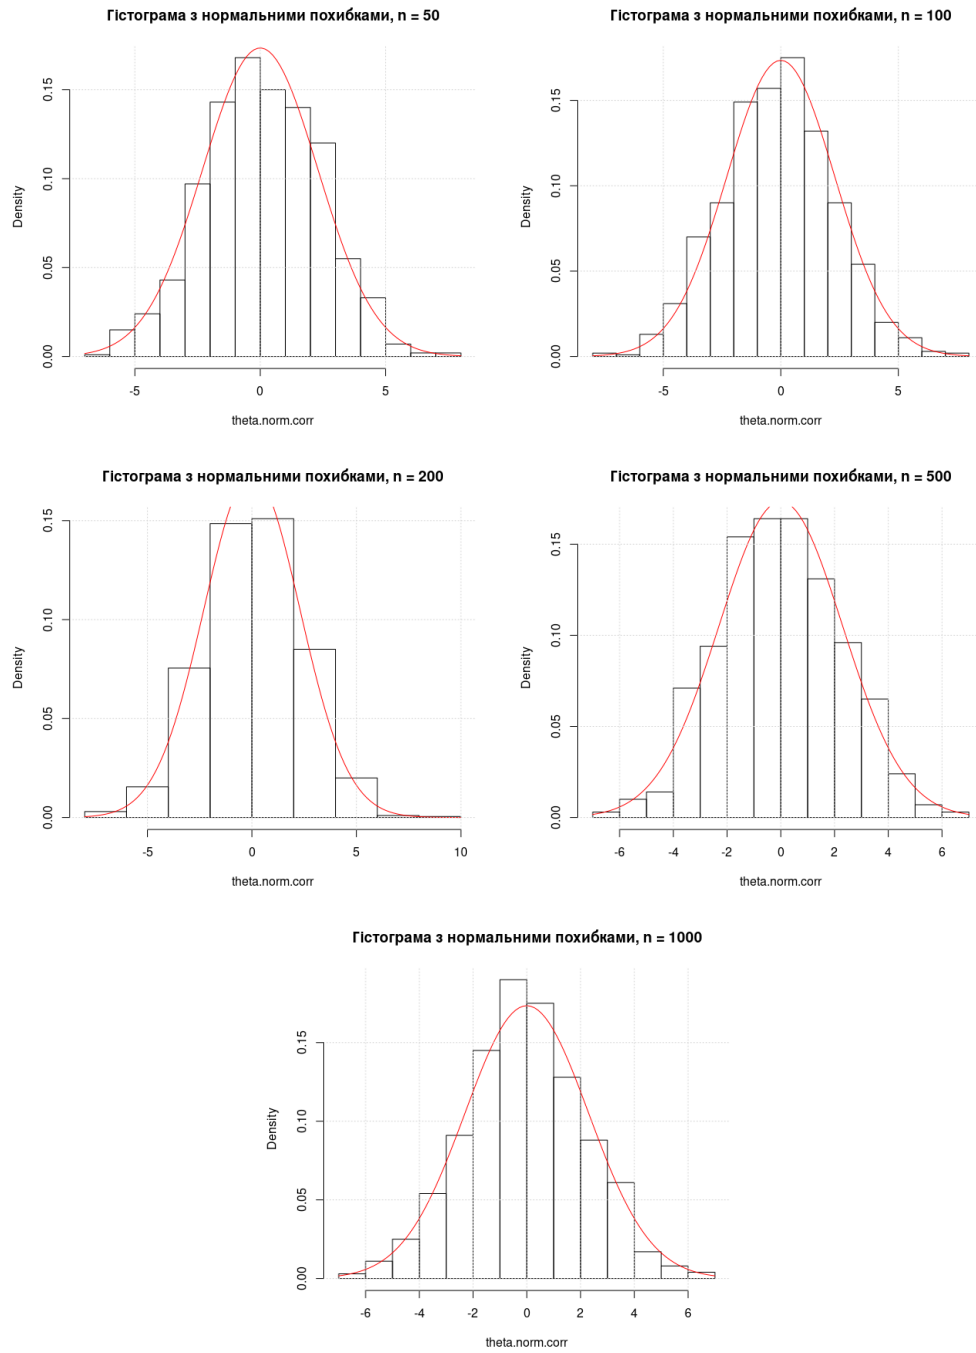 Гістограма з нормальними похибками, n = 50
Density
0.00 0.05 0.10 0.15
-5 0 5
theta.norm.corr
Гістограма з нормальними похибками, n = 100
Density
0.00 0.05 0.10 0.15
-5 0 5
theta.norm.corr
Гістограма з нормальними похибками, n = 200
Density
0.00 0.05 0.10 0.15
-5 0 5 10
theta.norm.corr
Гістограма з нормальними похибками, n = 500
Density
0.00 0.05 0.10 0.15
-6 -4 -2 0 2 4 6
theta.norm.corr
Гістограма з нормальними похибками, n = 1000
Density
0.00 0.05 0.10 0.15
-6 -4 -2 0 2 4 6
theta.norm.corr